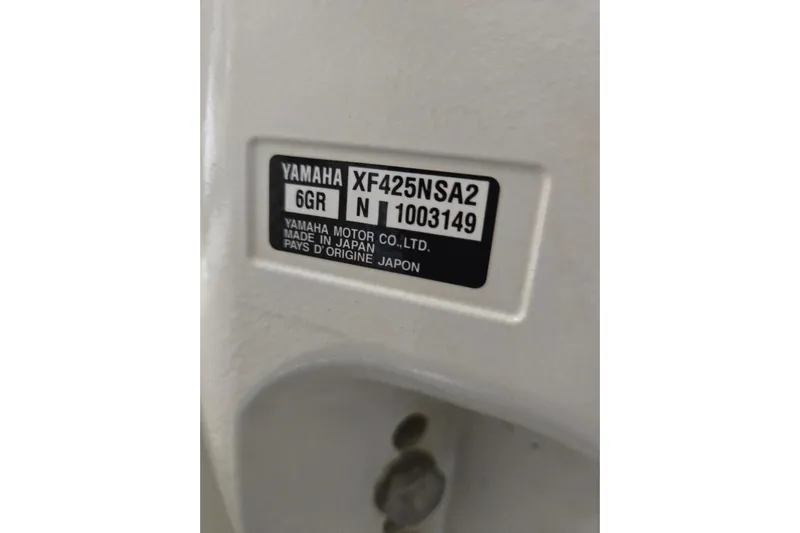 YAMAHA XF425NSA2
6GR N 1003149
YAMAHA MOTOR CO.,LTD.
MADE IN JAPAN
PAYS D'ORIGINE JAPON